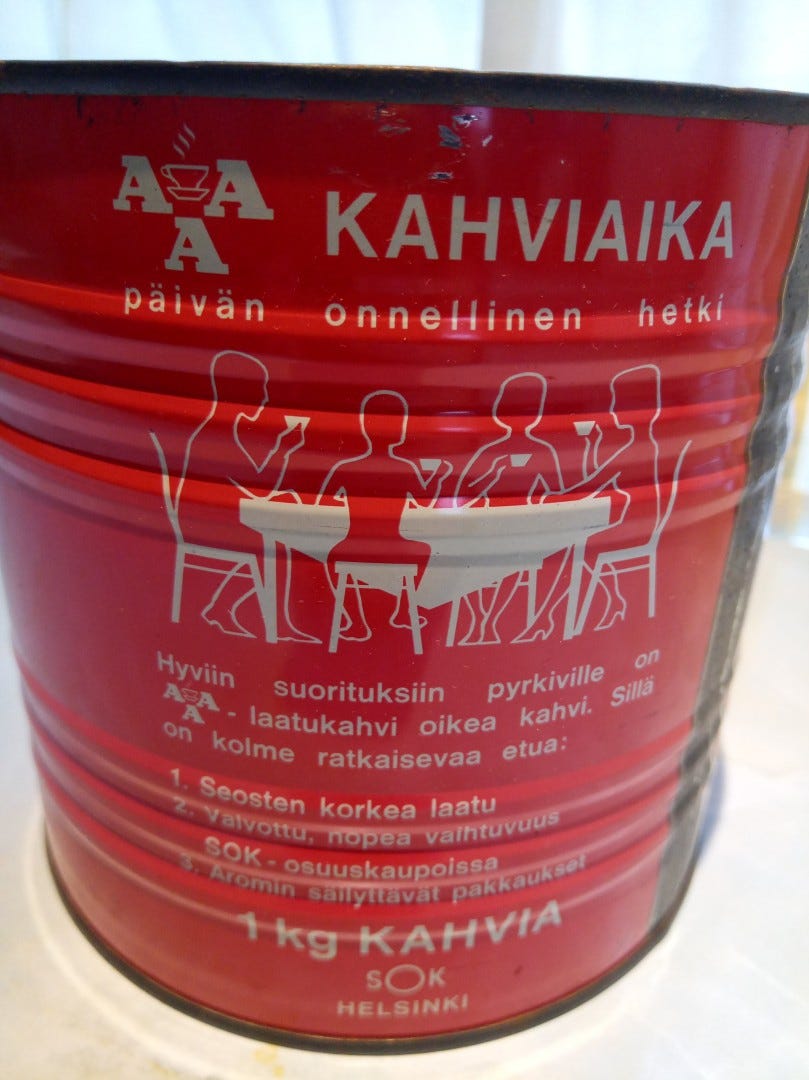 AAA KAHVIAIKA
päivän onnellinen hetki
Hyviin suorituksiin pyrkiville on
AAA - laatukahvi oikea kahvi. Sillä
on kolme ratkaisevaa etua:
1. Seosten korkea laatu
2. Valvottu, nopea vaihtuvuus
SOK - osuuskaupoissa
3. Aromin säilyttävät pakkaukset
1 kg KAHVIA
SOK
HELSINKI